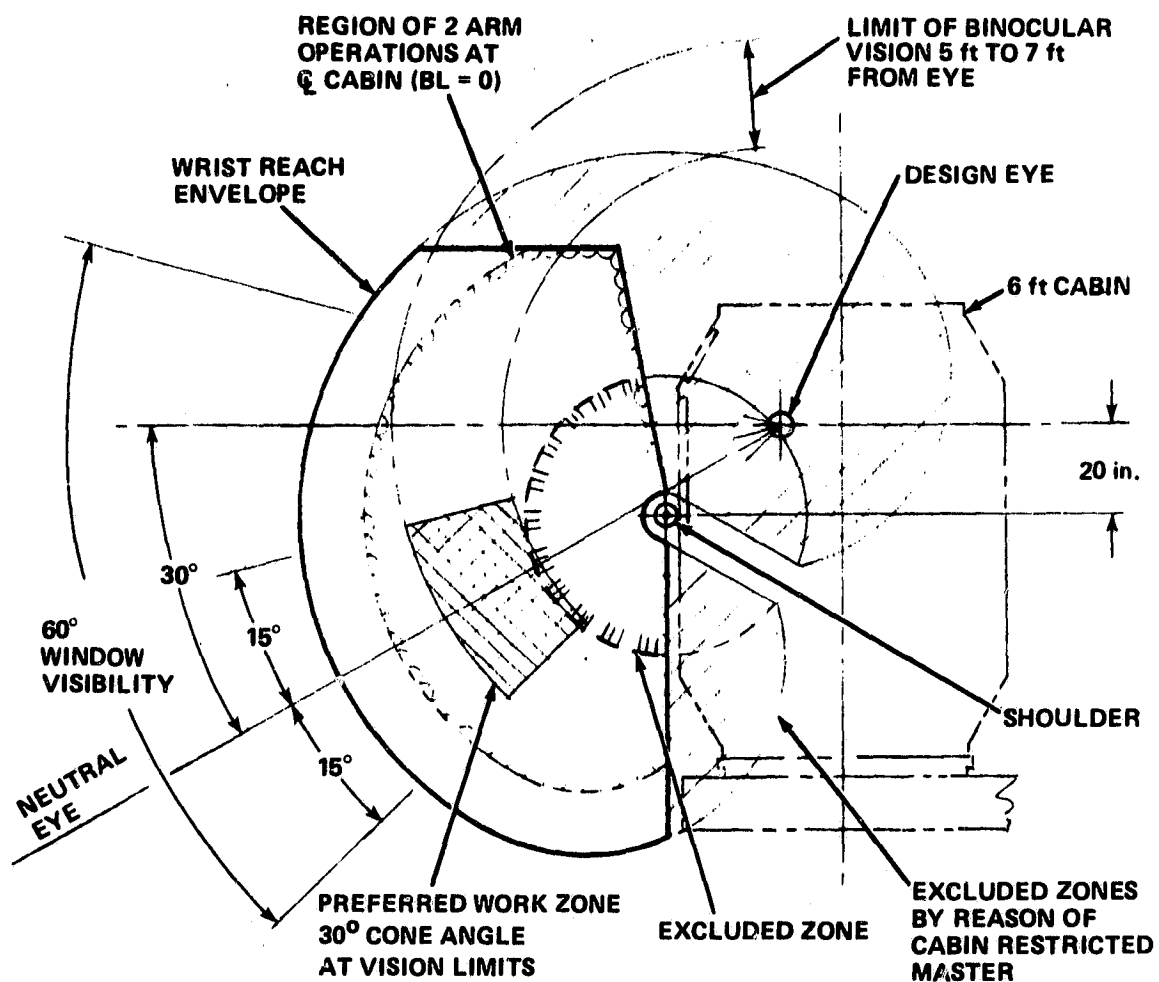 REGION OF 2 ARM
OPERATIONS AT
℄ CABIN (BL = 0)
LIMIT OF BINOCULAR
VISION 5 ft TO 7 ft
FROM EYE
WRIST REACH
ENVELOPE
DESIGN EYE
6 ft CABIN
20 in.
30°
15°
60°
WINDOW
VISIBILITY
15°
SHOULDER
NEUTRAL
EYE
PREFERRED WORK ZONE
30° CONE ANGLE
AT VISION LIMITS
EXCLUDED ZONE
EXCLUDED ZONES
BY REASON OF
CABIN RESTRICTED
MASTER